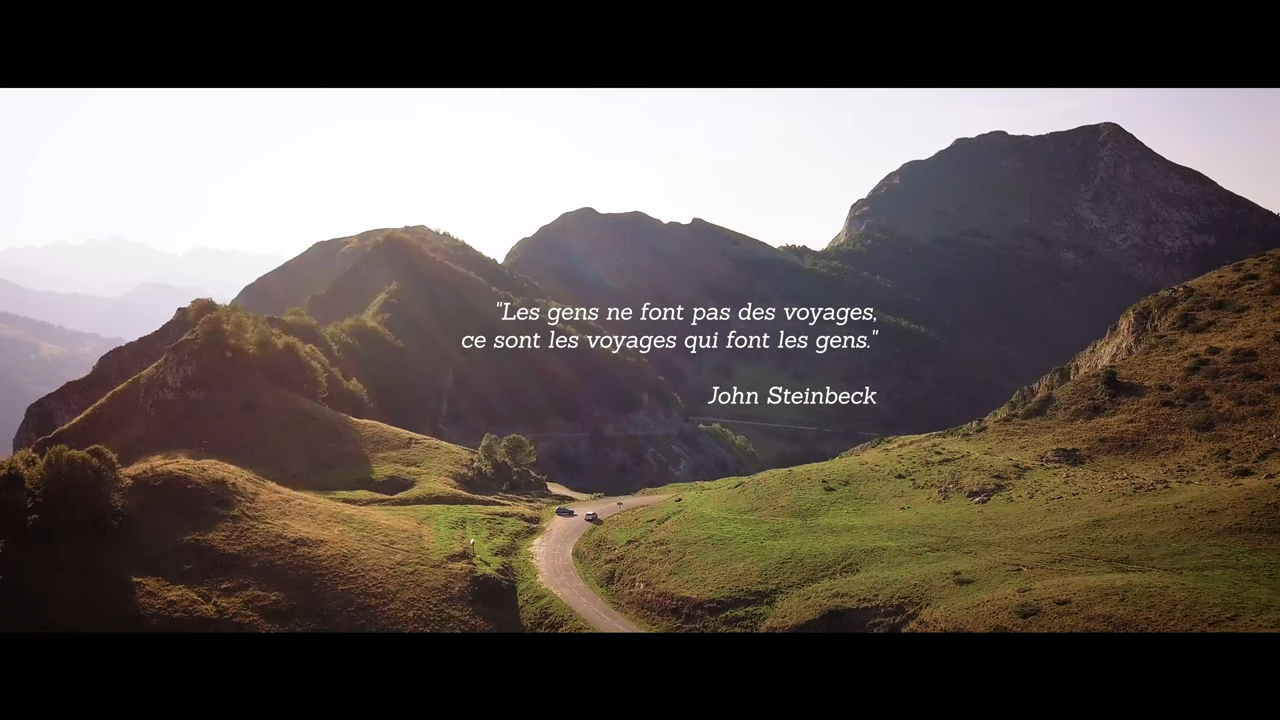 "Les gens ne font pas des voyages,
ce sont les voyages qui font les gens."
John Steinbeck